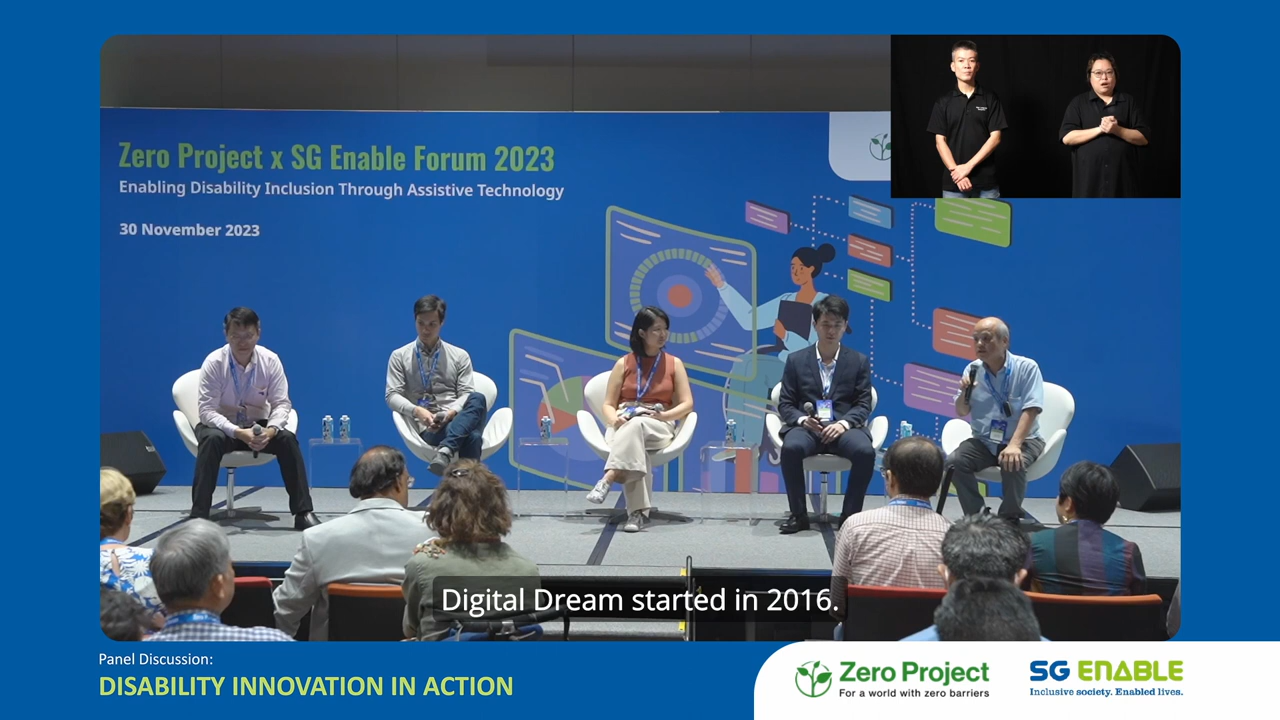 Zero Project x SG Enable Forum 2023
Enabling Disability Inclusion Through Assistive Technology
30 November 2023
Digital Dream started in 2016.
Panel Discussion:
DISABILITY INNOVATION IN ACTION
Zero Project
For a world with zero barriers
SG ENABLE
Inclusive society. Enabled lives.